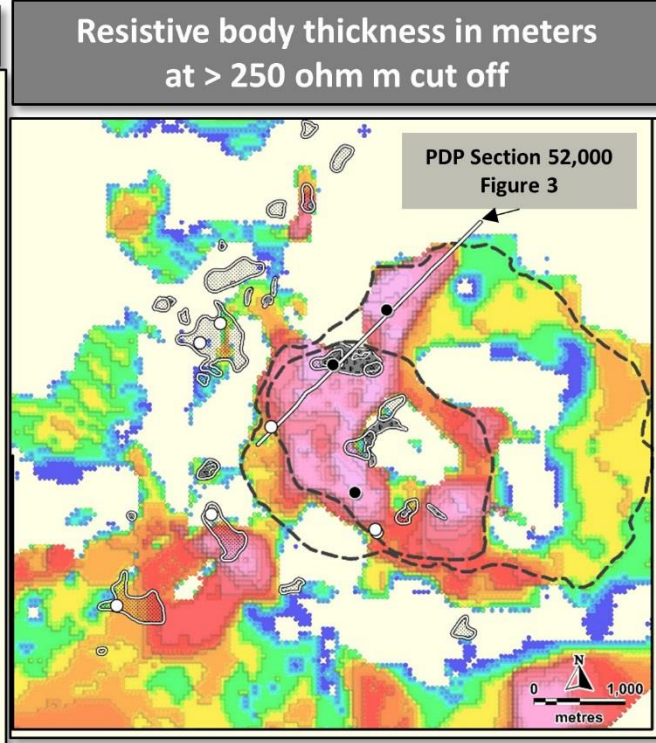 Resistive body thickness in meters
at > 250 ohm m cut off
PDP Section 52,000
Figure 3
N
0 1,000
metres